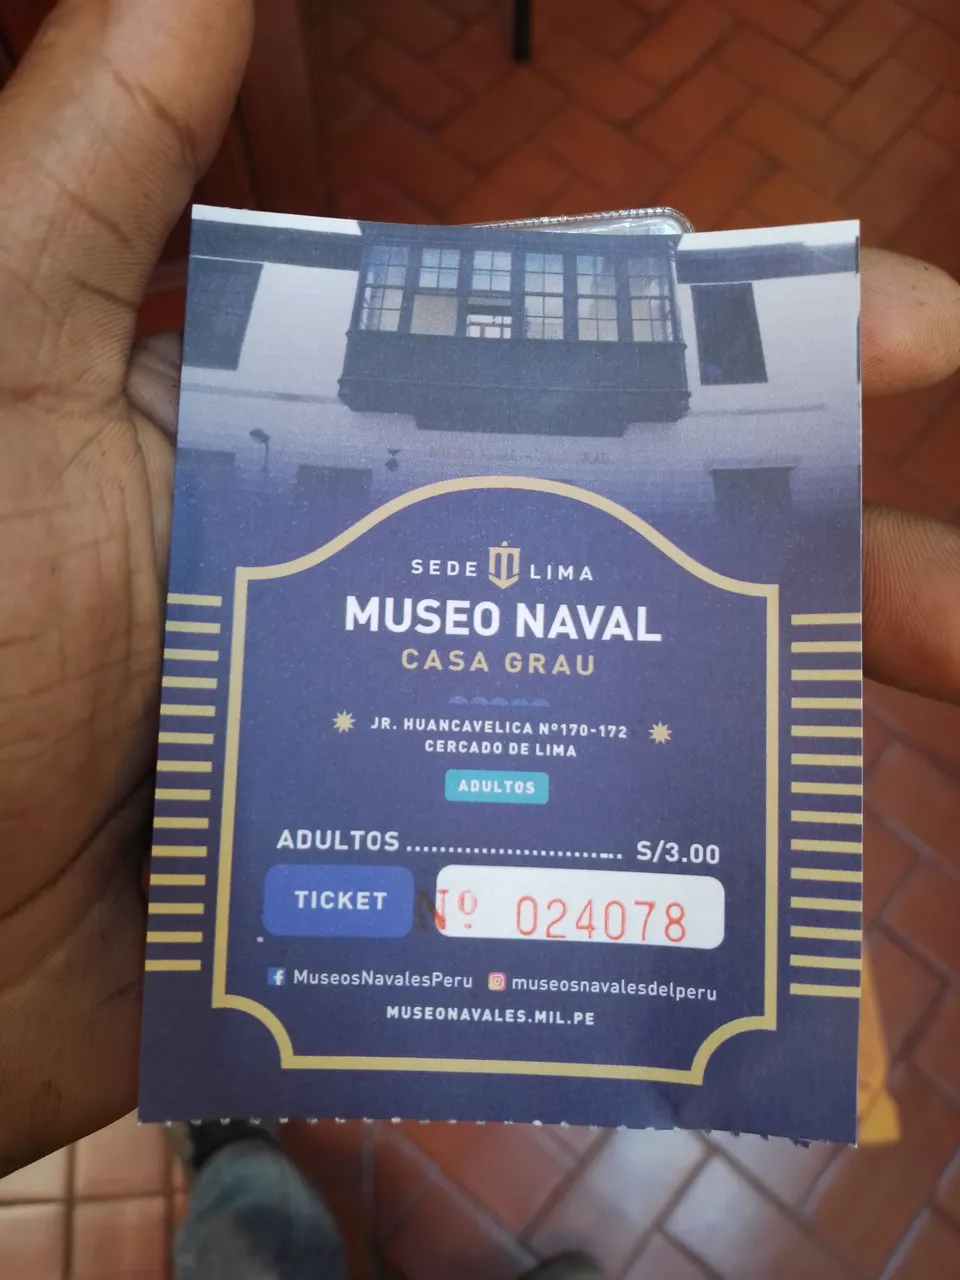 SEDE LIMA
MUSEO NAVAL
CASA GRAU
JR. HUANCAVELICA Nº170-172
CERCADO DE LIMA
ADULTOS
ADULTOS ........................... S/3.00
TICKET Nº 024078
MuseosNavalesPeru museosnavalesdelperu
MUSEONAVALES.MIL.PE